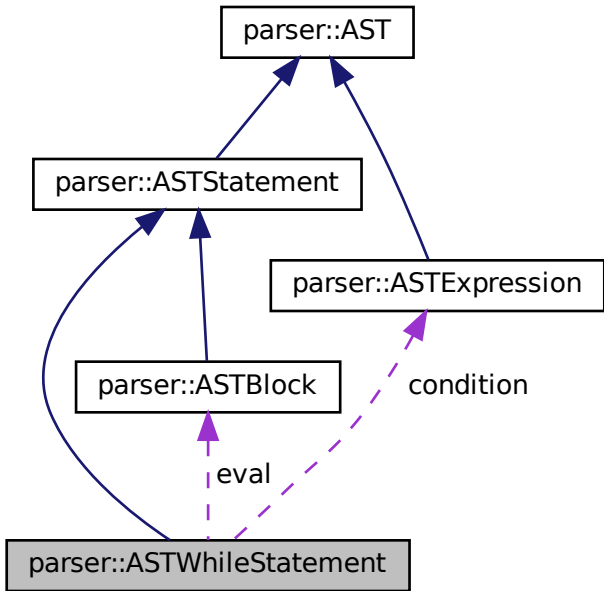 parser::AST
parser::ASTStatement
parser::ASTExpression
parser::ASTBlock
condition
eval
parser::ASTWhileStatement